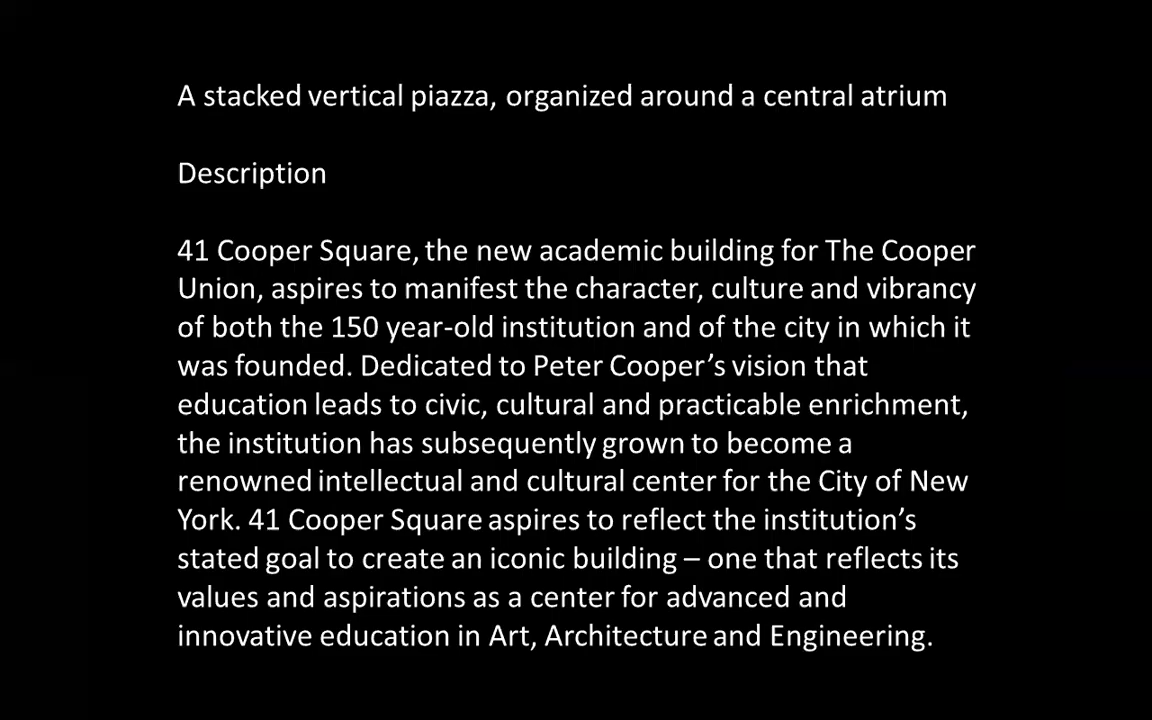 A stacked vertical piazza, organized around a central atrium
Description
41 Cooper Square, the new academic building for The Cooper
Union, aspires to manifest the character, culture and vibrancy
of both the 150 year-old institution and of the city in which it
was founded. Dedicated to Peter Cooper’s vision that
education leads to civic, cultural and practicable enrichment,
the institution has subsequently grown to become a
renowned intellectual and cultural center for the City of New
York. 41 Cooper Square aspires to reflect the institution’s
stated goal to create an iconic building – one that reflects its
values and aspirations as a center for advanced and
innovative education in Art, Architecture and Engineering.